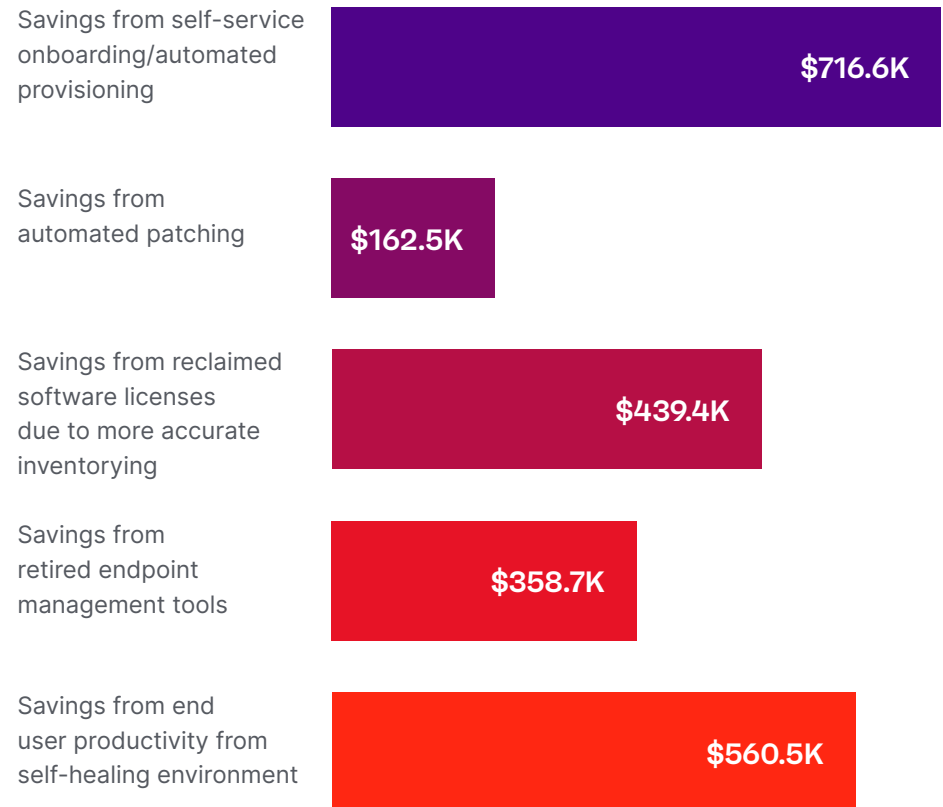 Savings from self-service
onboarding/automated
provisioning
$716.6K
Savings from
automated patching
$162.5K
Savings from reclaimed
software licenses
due to more accurate
inventorying
$439.4K
Savings from
retired endpoint
management tools
$358.7K
Savings from end
user productivity from
self-healing environment
$560.5K